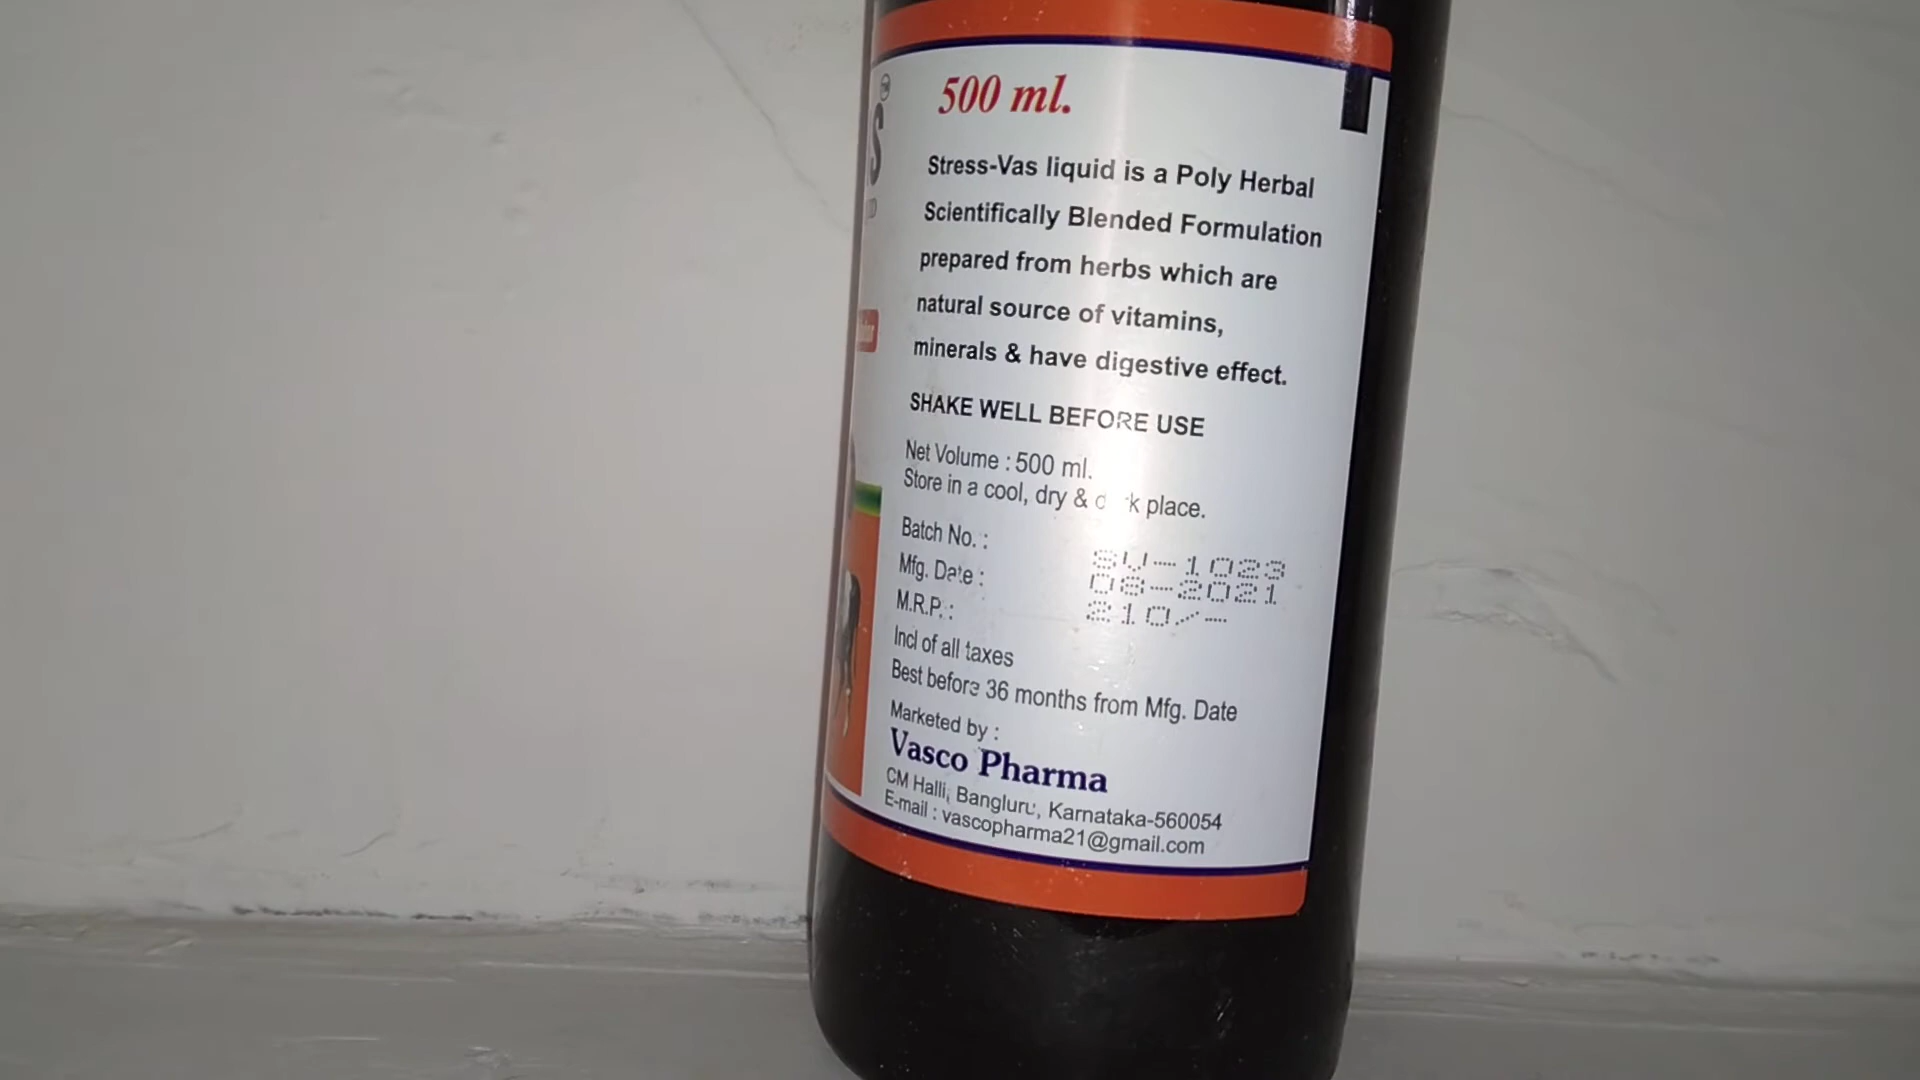 500 ml.
Stress-Vas liquid is a Poly Herbal
Scientifically Blended Formulation
prepared from herbs which are
natural source of vitamins,
minerals & have digestive effect.
SHAKE WELL BEFORE USE
Net Volume : 500 ml.
Store in a cool, dry & dark place.
Batch No. : SV-1023
Mfg. Date : 08-2021
M.R.P. : 210/-
Incl of all taxes
Best before 36 months from Mfg. Date
Marketed by :
Vasco Pharma
CM Halli, Bangluru, Karnataka-560054
E-mail : vascopharma21@gmail.com